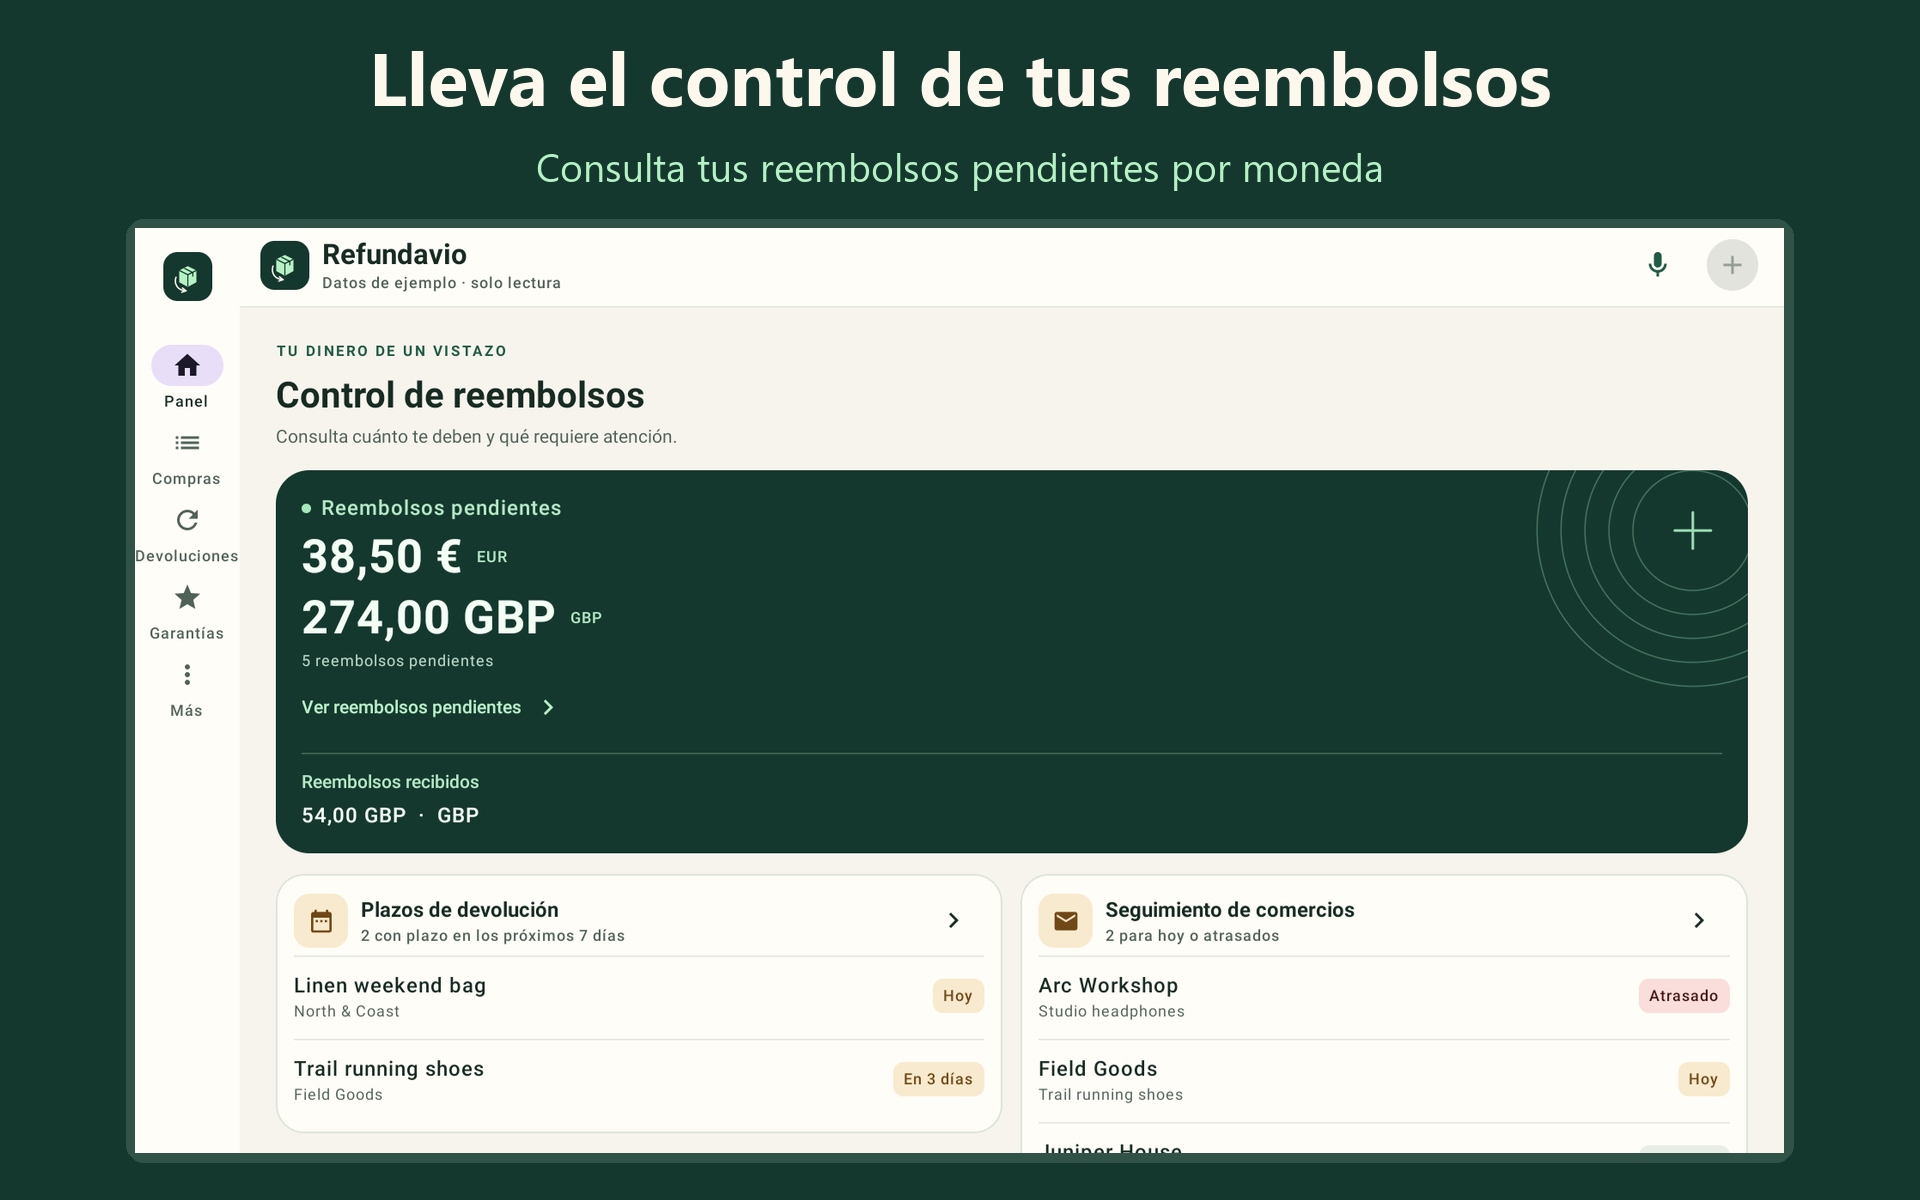 Lleva el control de tus reembolsos
Consulta tus reembolsos pendientes por moneda
Refundavio
Datos de ejemplo · solo lectura
Panel
Compras
Devoluciones
Garantías
Más
TU DINERO DE UN VISTAZO
Control de reembolsos
Consulta cuánto te deben y qué requiere atención.
Reembolsos pendientes
38,50 € EUR
274,00 GBP GBP
5 reembolsos pendientes
Ver reembolsos pendientes
Reembolsos recibidos
54,00 GBP · GBP
Plazos de devolución
2 con plazo en los próximos 7 días
Linen weekend bag
North & Coast
Hoy
Trail running shoes
Field Goods
En 3 días
Seguimiento de comercios
2 para hoy o atrasados
Arc Workshop
Studio headphones
Atrasado
Field Goods
Trail running shoes
Hoy
Juniper House